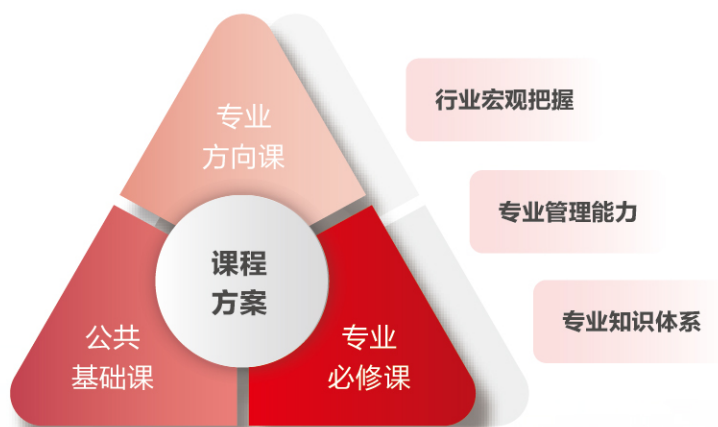 专业
方向课
课程
方案
公共
基础课
专业
必修课
行业宏观把握
专业管理能力
专业知识体系